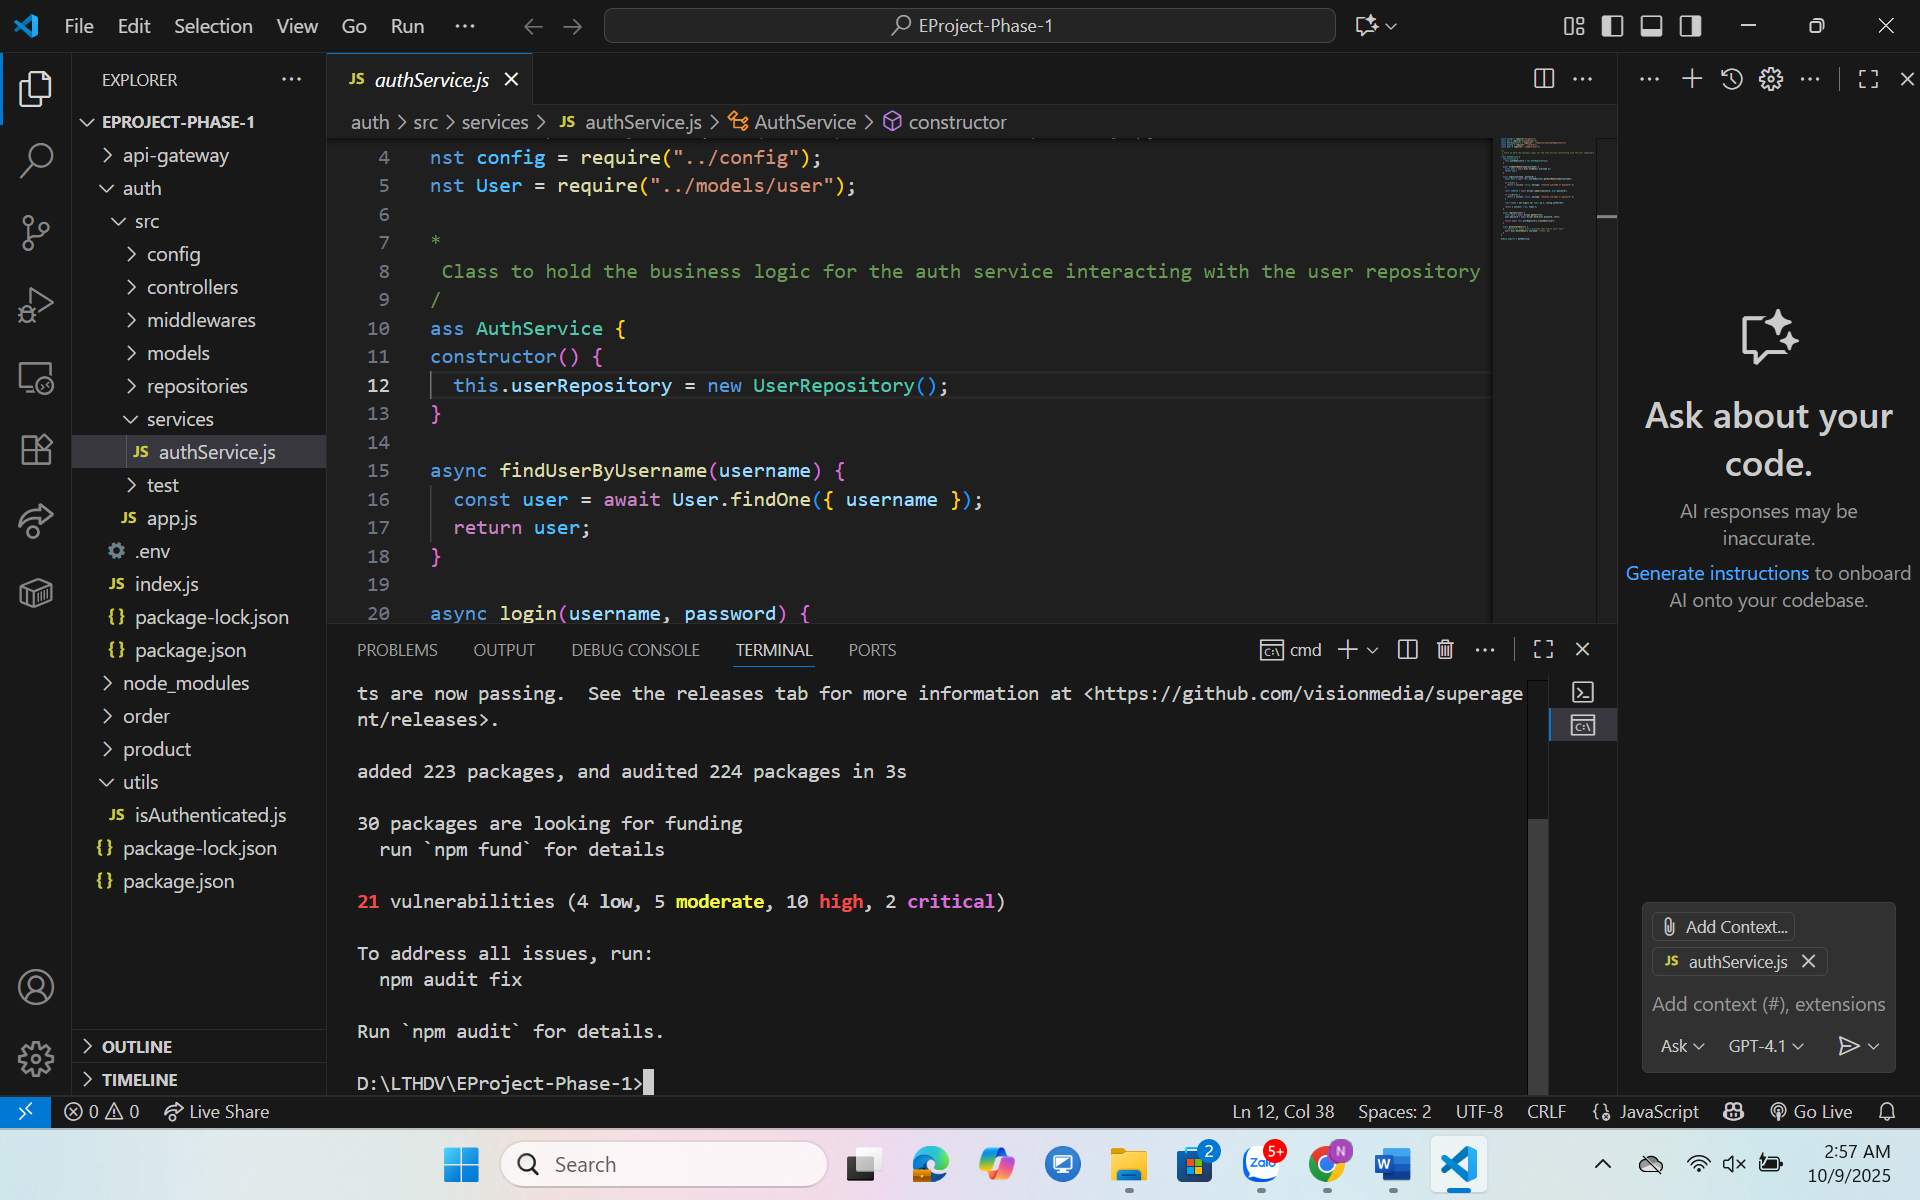 File Edit Selection View Go Run ···
EProject-Phase-1
EXPLORER
EPROJECT-PHASE-1
api-gateway
auth
src
config
controllers
middlewares
models
repositories
services
JS authService.js
test
JS app.js
.env
JS index.js
{} package-lock.json
{} package.json
node_modules
order
product
utils
JS isAuthenticated.js
{} package-lock.json
{} package.json
OUTLINE
TIMELINE
JS authService.js
auth > src > services > JS authService.js > AuthService > constructor
4 nst config = require("../config");
5 nst User = require("../models/user");
6
7 *
8 Class to hold the business logic for the auth service interacting with the user repository
9 /
10 ass AuthService {
11 constructor() {
12 this.userRepository = new UserRepository();
13 }
14
15 async findUserByUsername(username) {
16 const user = await User.findOne({ username });
17 return user;
18 }
19
20 async login(username, password) {
PROBLEMS OUTPUT DEBUG CONSOLE TERMINAL PORTS
cmd
ts are now passing.  See the releases tab for more information at <https://github.com/visionmedia/superage
nt/releases>.
added 223 packages, and audited 224 packages in 3s
30 packages are looking for funding
run `npm fund` for details
21 vulnerabilities (4 low, 5 moderate, 10 high, 2 critical)
To address all issues, run:
npm audit fix
Run `npm audit` for details.
D:\LTHDV\EProject-Phase-1>
Ask about your
code.
AI responses may be
inaccurate.
Generate instructions to onboard
AI onto your codebase.
Add Context...
JS authService.js
Add context (#), extensions
Ask GPT-4.1
0 0 Live Share
Ln 12, Col 38 Spaces: 2 UTF-8 CRLF JavaScript Go Live
Search
2
Zalo 5+
N
W
2:57 AM
10/9/2025